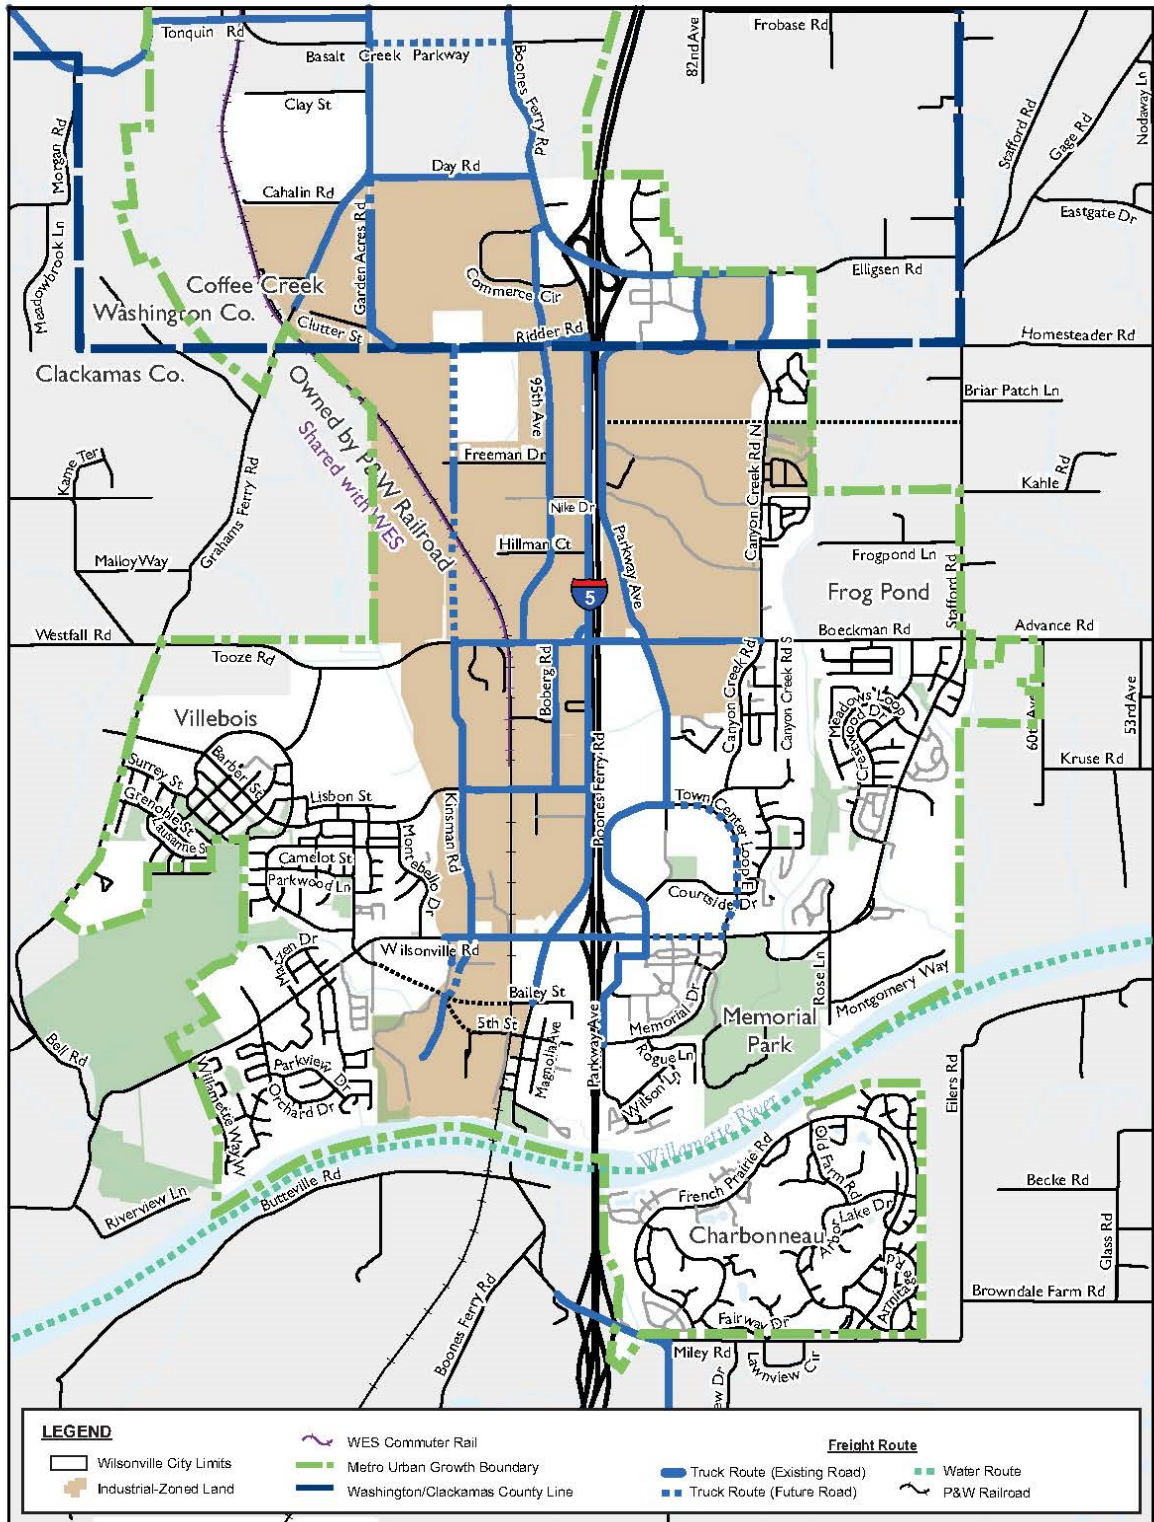 Tonquin Rd
Basalt Creek Parkway
Boones Ferry Rd
82nd Ave
Frobase Rd
Clay St
Stafford Rd
Gage Rd
Nodaway Ln
Morgan Rd
Day Rd
Cahalin Rd
Eastgate Dr
Meadowbrook Ln
Garden Acres Rd
Commerce Cir
Elligsen Rd
Coffee Creek
Washington Co.
Clutter St
Ridder Rd
Homesteader Rd
Clackamas Co.
Owned by P&W Railroad
Shared with WES
95th Ave
Briar Patch Ln
Canyon Creek Rd N
Freeman Dr
Kame Ter
Kahle Rd
Grahams Ferry Rd
Nike Dr
Parkway Ave
Hillman Ct
Malloy Way
Frogpond Ln
Frog Pond
Stafford Rd
5
Westfall Rd
Tooze Rd
Boeckman Rd
Advance Rd
Boberg Rd
Canyon Creek Rd
Canyon Creek Rd S
Meadows Loop
Crestwood Dr
60th Ave
53rd Ave
Villebois
Barber St
Surrey St
Grenoble St
Lausanne St
Lisbon St
Kruse Rd
Boones Ferry Rd
Kinsman Rd
Town Center Loop E
Camelot St
Montebello Dr
Parkwood Ln
Courtside Dr
Matzen Dr
Wilsonville Rd
Rose Ln
Montgomery Way
Bailey St
5th St
Memorial Dr
Memorial
Park
Bell Rd
Parkview Dr
Orchard Dr
Magnolia Ave
Parkway Ave
Rogue Ln
Wilson Ln
Eilers Rd
Willamette Way W
Willamette River
Riverview Ln
Butteville Rd
French Prairie Rd
Old Farm Rd
Becke Rd
Arbor Lake Dr
Charbonneau
Glass Rd
Armitage Rd
Browndale Farm Rd
Boones Ferry Rd
Fairway Dr
Miley Rd
Lawnview Cir
ew Dr
LEGEND
Wilsonville City Limits
Industrial-Zoned Land
WES Commuter Rail
Metro Urban Growth Boundary
Washington/Clackamas County Line
Freight Route
Truck Route (Existing Road)
Truck Route (Future Road)
Water Route
P&W Railroad